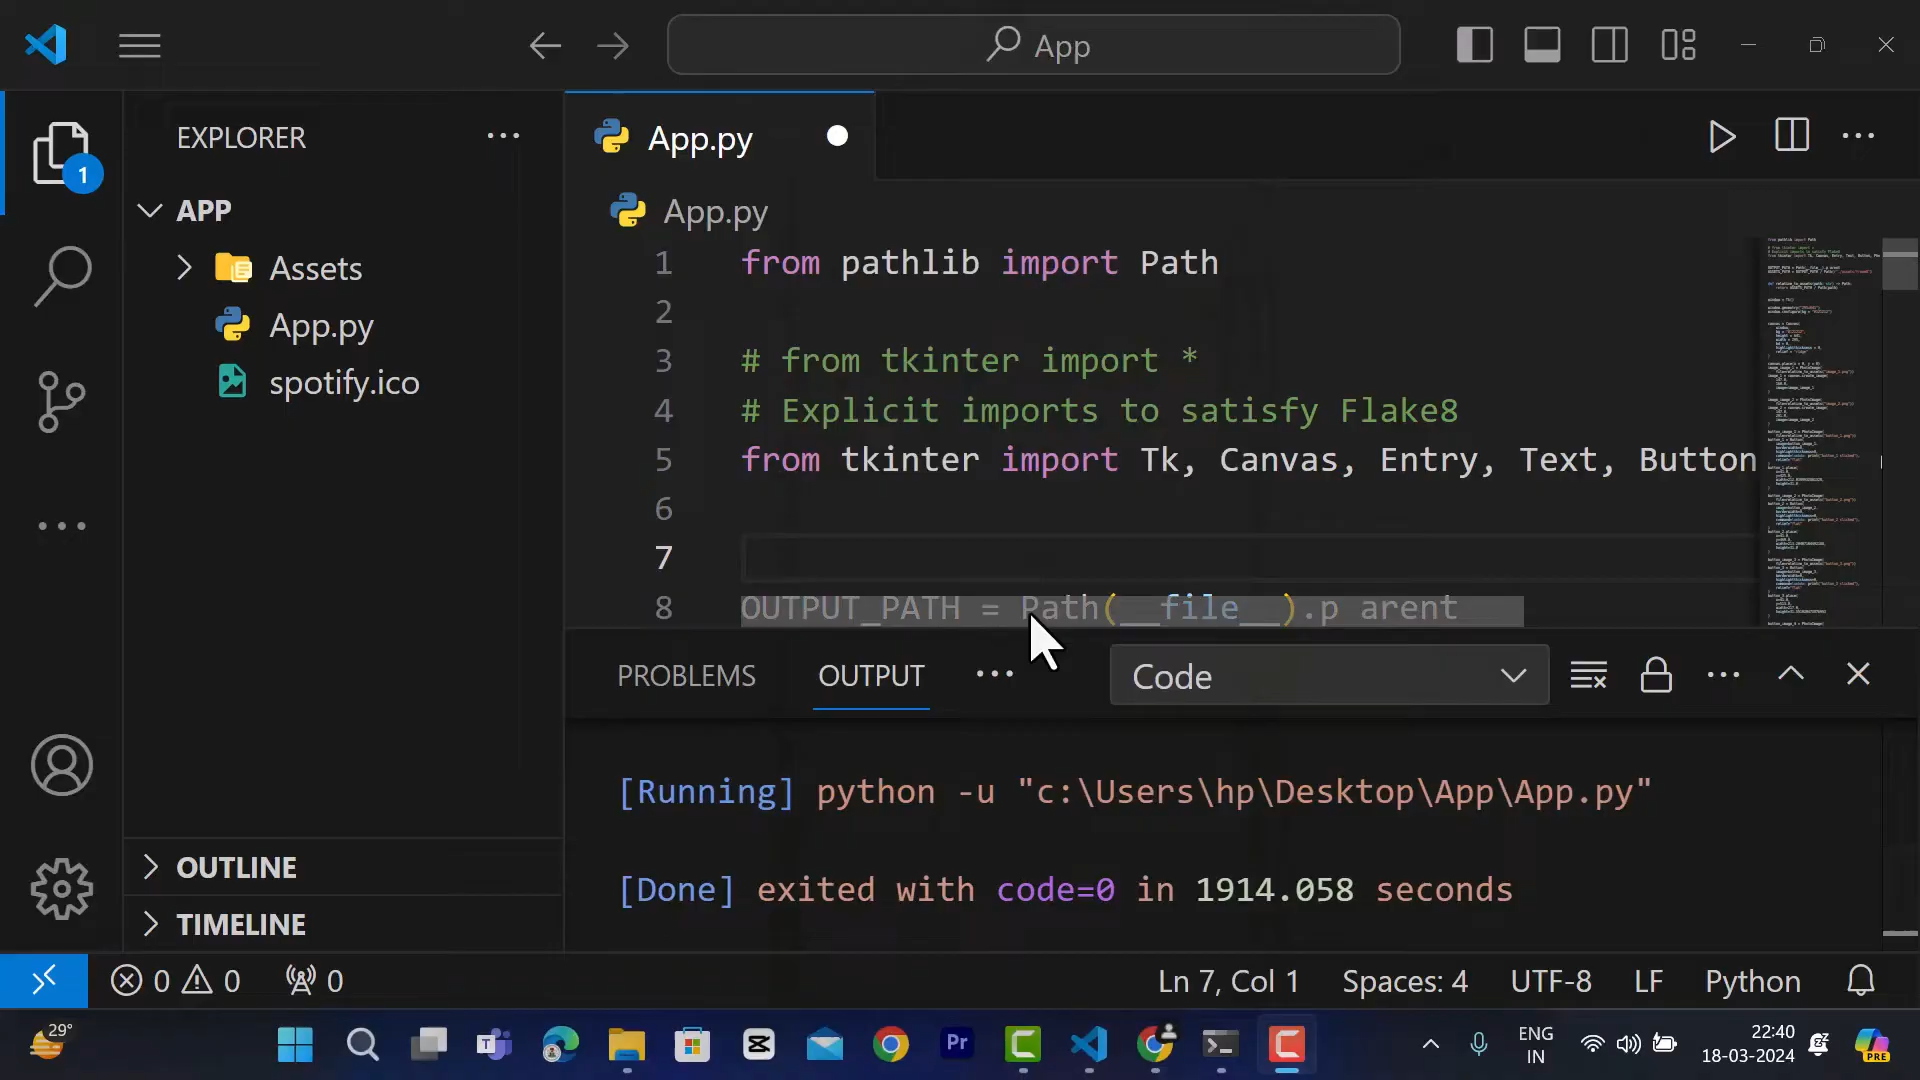 App
EXPLORER
1
APP
Assets
App.py
spotify.ico
OUTLINE
TIMELINE
App.py
App.py
1 from pathlib import Path
2
3 # from tkinter import *
4 # Explicit imports to satisfy Flake8
5 from tkinter import Tk, Canvas, Entry, Text, Button
6
7
8 OUTPUT_PATH = Path(__file__).p arent
PROBLEMS OUTPUT Code
[Running] python -u "c:\Users\hp\Desktop\App\App.py"
[Done] exited with code=0 in 1914.058 seconds
0 0 0 Ln 7, Col 1 Spaces: 4 UTF-8 LF Python
29° Pr ENG 22:40
IN 18-03-2024 PRE